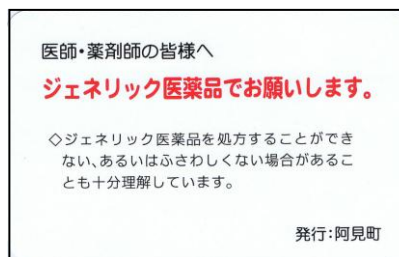 医師・薬剤師の皆様へ
ジェネリック医薬品でお願いします。
◇ジェネリック医薬品を処方することができ
ない、あるいはふさわしくない場合があるこ
とも十分理解しています。
発行:阿見町